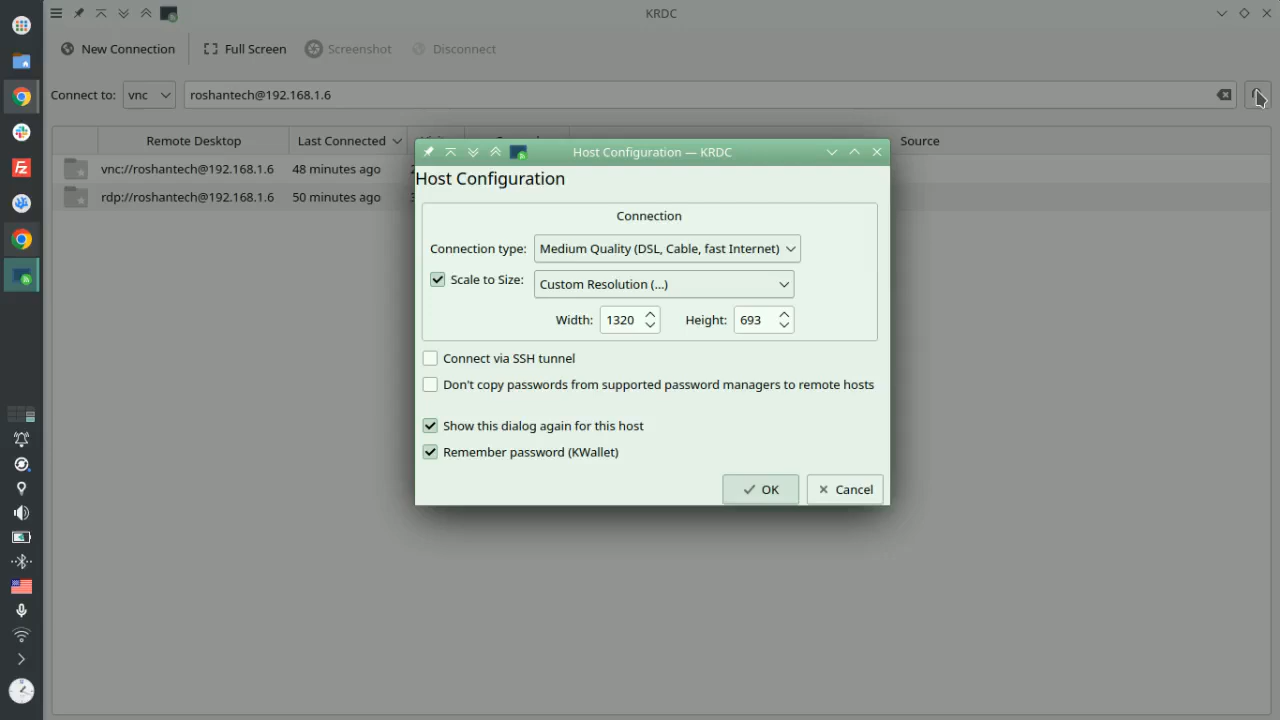 KRDC
New Connection Full Screen Screenshot Disconnect
Connect to: vnc roshantech@192.168.1.6
Remote Desktop Last Connected Source
vnc://roshantech@192.168.1.6 48 minutes ago
rdp://roshantech@192.168.1.6 50 minutes ago
Host Configuration — KRDC
Host Configuration
Connection
Connection type: Medium Quality (DSL, Cable, fast Internet)
Scale to Size: Custom Resolution (...)
Width: 1320 Height: 693
Connect via SSH tunnel
Don't copy passwords from supported password managers to remote hosts
Show this dialog again for this host
Remember password (KWallet)
OK Cancel